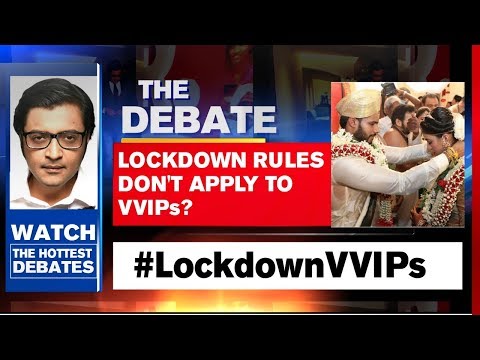 THE
DEBATE
LOCKDOWN RULES
DON'T APPLY TO
VVIPs?
WATCH
THE HOTTEST
DEBATES
#LockdownVVIPs